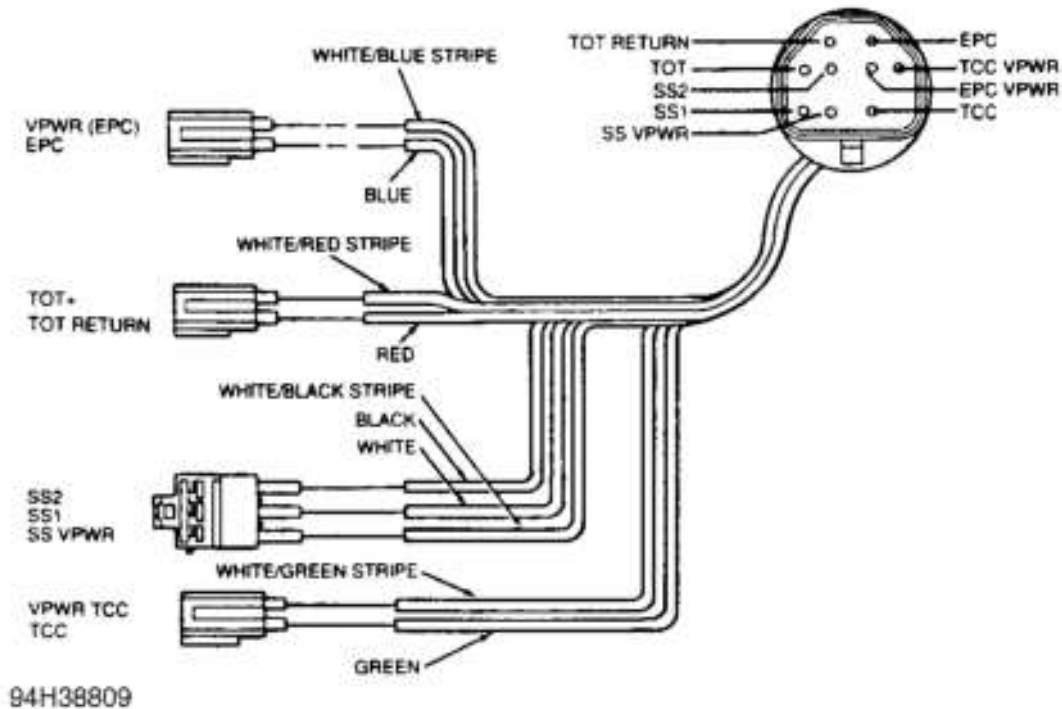 WHITE/BLUE STRIPE
VPWR (EPC)
EPC
BLUE
TOT RETURN
TOT
SS2
SS1
SS VPWR
EPC
TCC VPWR
EPC VPWR
TCC
WHITE/RED STRIPE
TOT+
TOT RETURN
RED
WHITE/BLACK STRIPE
BLACK
WHITE
SS2
SS1
SS VPWR
WHITE/GREEN STRIPE
VPWR TCC
TCC
GREEN
94H38809